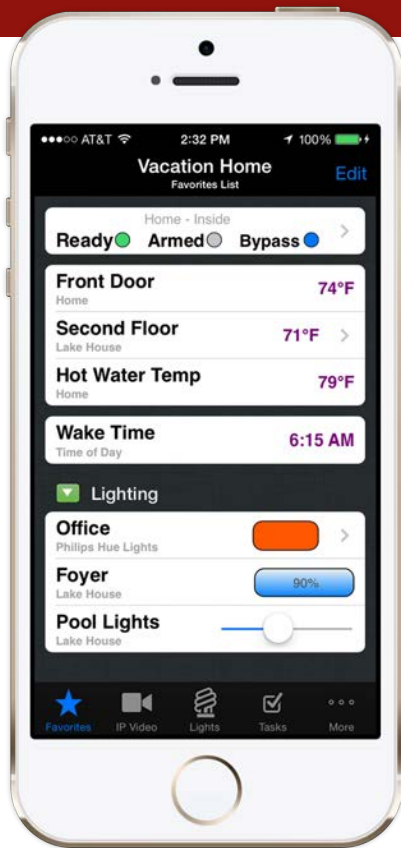 AT&T 2:32 PM 100%
Vacation Home
Favorites List
Edit
Home - Inside
Ready Armed Bypass
Front Door
Home
74°F
Second Floor
Lake House
71°F
Hot Water Temp
Home
79°F
Wake Time
Time of Day
6:15 AM
Lighting
Office
Philips Hue Lights
Foyer
Lake House
90%
Pool Lights
Lake House
Favorites IP Video Lights Tasks More